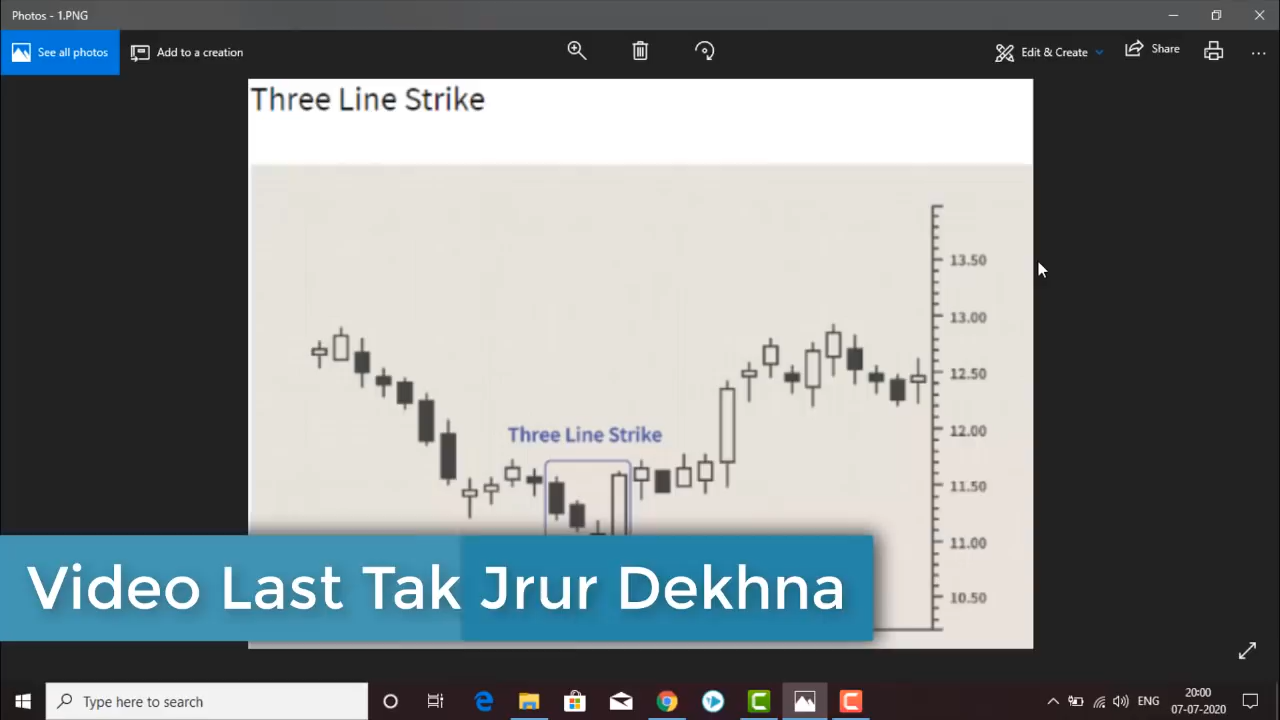 Photos - 1.PNG
See all photos
Add to a creation
Edit & Create
Share
Three Line Strike
13.50
13.00
12.50
12.00
Three Line Strike
11.50
11.00
10.50
Video Last Tak Jrur Dekhna
Type here to search
ENG
20:00
07-07-2020